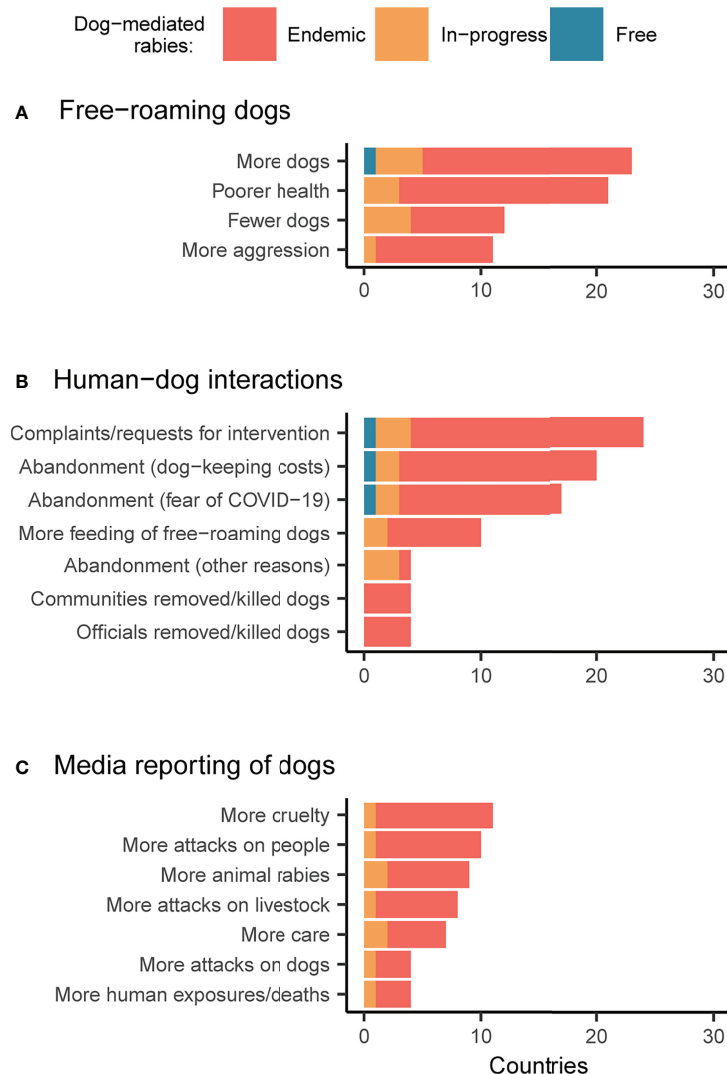 Dog−mediated
rabies:
Endemic
In−progress
Free
A Free−roaming dogs
More dogs
Poorer health
Fewer dogs
More aggression
0 10 20 30
B Human−dog interactions
Complaints/requests for intervention
Abandonment (dog−keeping costs)
Abandonment (fear of COVID−19)
More feeding of free−roaming dogs
Abandonment (other reasons)
Communities removed/killed dogs
Officials removed/killed dogs
0 10 20 30
C Media reporting of dogs
More cruelty
More attacks on people
More animal rabies
More attacks on livestock
More care
More attacks on dogs
More human exposures/deaths
0 10 20 30
Countries